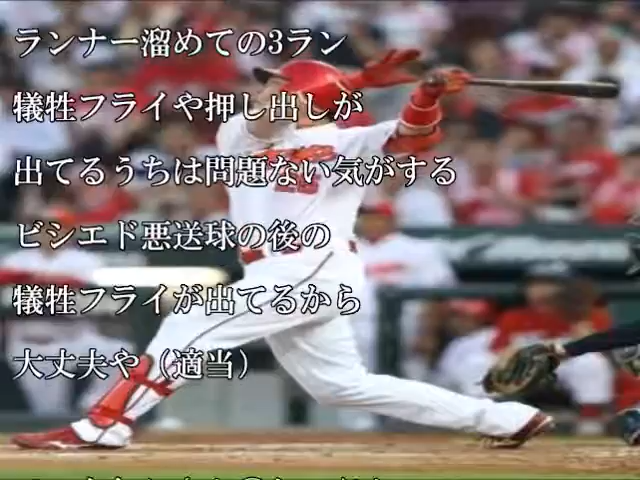 ランナー溜めての3ラン
犠牲フライや押し出しが
出てるうちは問題ない気がする
ビシエド悪送球の後の
犠牲フライが出てるから
大丈夫や（適当）